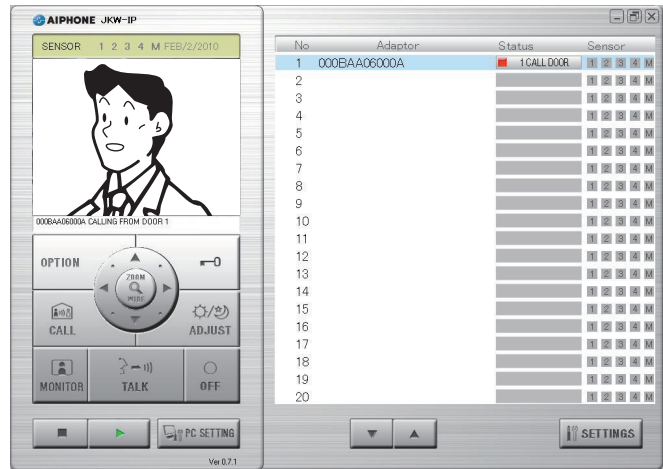 AIPHONE JKW-IP
SENSOR 1 2 3 4 M FEB/2/2010
000BAA06000A CALLING FROM DOOR 1
OPTION
ZOOM
WIDE
CALL
ADJUST
MONITOR
TALK
OFF
PC SETTING
Ver 0.7.1
No Adaptor Status Sensor
1 000BAA06000A 1 CALL DOOR 1 2 3 4 M
2 1 2 3 4 M
3 1 2 3 4 M
4 1 2 3 4 M
5 1 2 3 4 M
6 1 2 3 4 M
7 1 2 3 4 M
8 1 2 3 4 M
9 1 2 3 4 M
10 1 2 3 4 M
11 1 2 3 4 M
12 1 2 3 4 M
13 1 2 3 4 M
14 1 2 3 4 M
15 1 2 3 4 M
16 1 2 3 4 M
17 1 2 3 4 M
18 1 2 3 4 M
19 1 2 3 4 M
20 1 2 3 4 M
SETTINGS